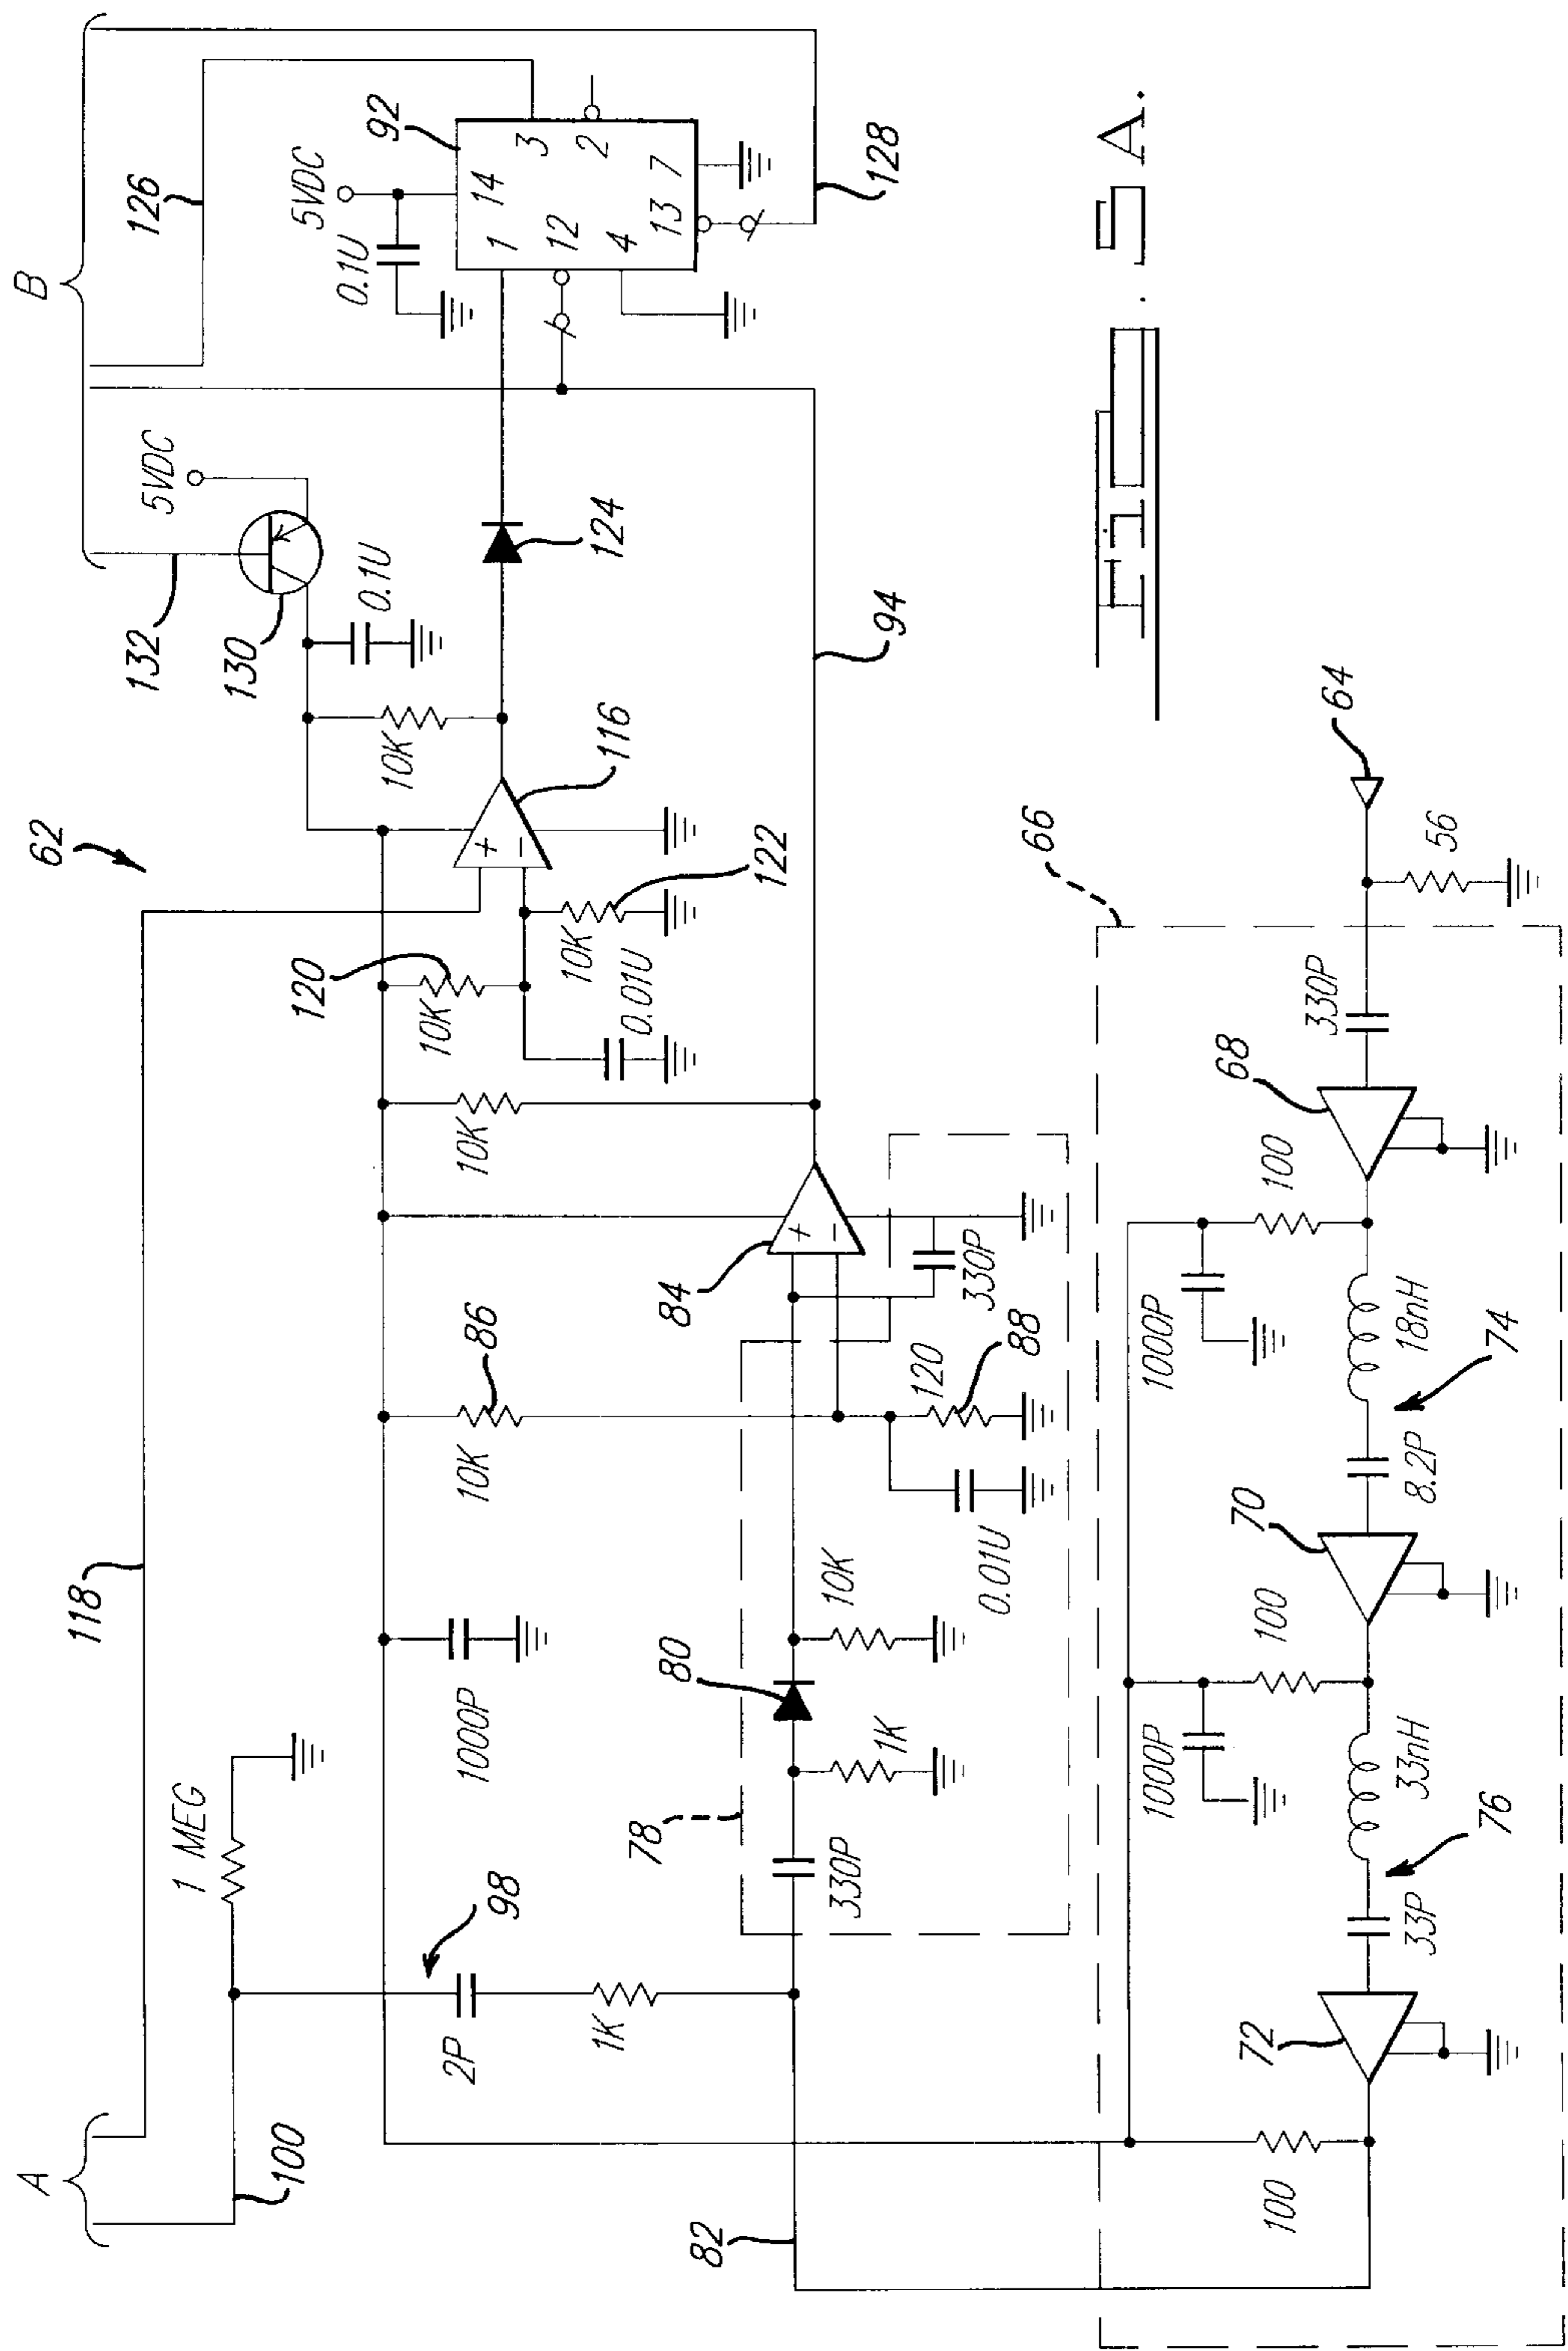 A
B
118
62
132
126
5VDC
92
5VDC
0.1U
1
14
3
12
2
4
13
7
128
130
0.1U
124
10K
116
120
10K
10K
122
0.01U
10K
94
1 MEG
100
98
2P
1K
1000P
86
10K
84
+
−
+
−
330P
120
88
0.01U
78
80
330P
1K
10K
82
66
64
56
330P
68
100
1000P
18nH
74
8.2P
70
100
1000P
33nH
76
33P
72
100
Fig. 5A.